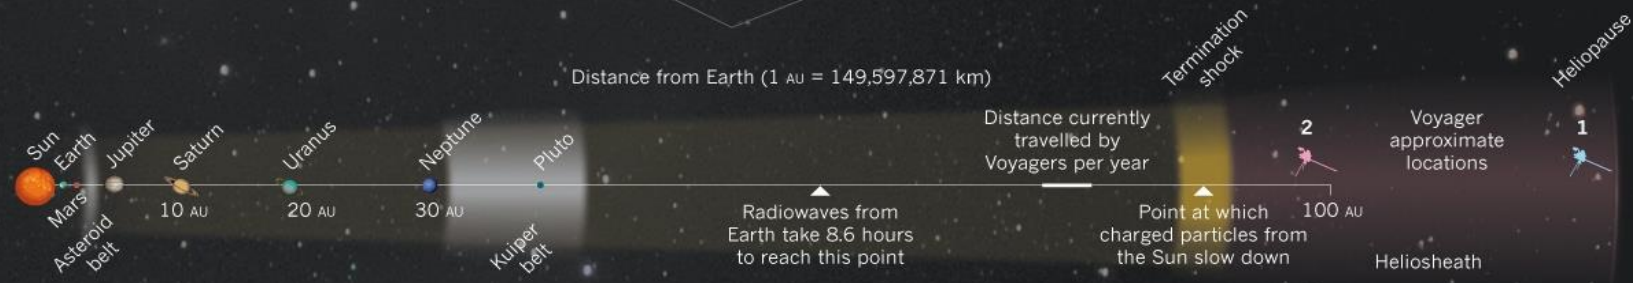 Distance from Earth (1 AU = 149,597,871 km)
Sun
Earth
Mars
Asteroid
belt
Jupiter
Saturn
10 AU
Uranus
20 AU
Neptune
30 AU
Kuiper
belt
Pluto
Radiowaves from
Earth take 8.6 hours
to reach this point
Distance currently
travelled by
Voyagers per year
Termination
shock
Point at which
charged particles from
the Sun slow down
2
100 AU
Voyager
approximate
locations
Heliosheath
1
Heliopause